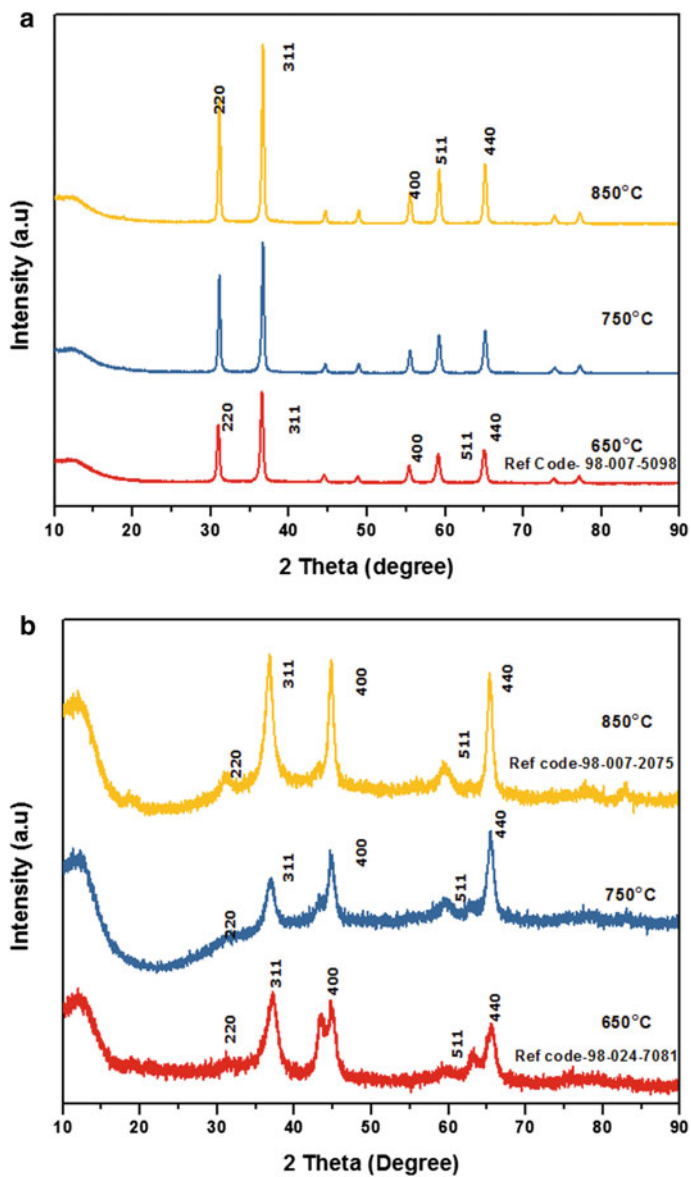 a
311
220
440
511
400
850°C
750°C
220
311
440
400
511
650°C
Ref Code- 98-007-5098
10 20 30 40 50 60 70 80 90
2 Theta (degree)
Intensity (a.u)
b
311
400
440
220
511
850°C
Ref code-98-007-2075
440
311
400
220
511
750°C
311
400
440
220
511
650°C
Ref code-98-024-7081
10 20 30 40 50 60 70 80 90
2 Theta (Degree)
Intensity (a.u)